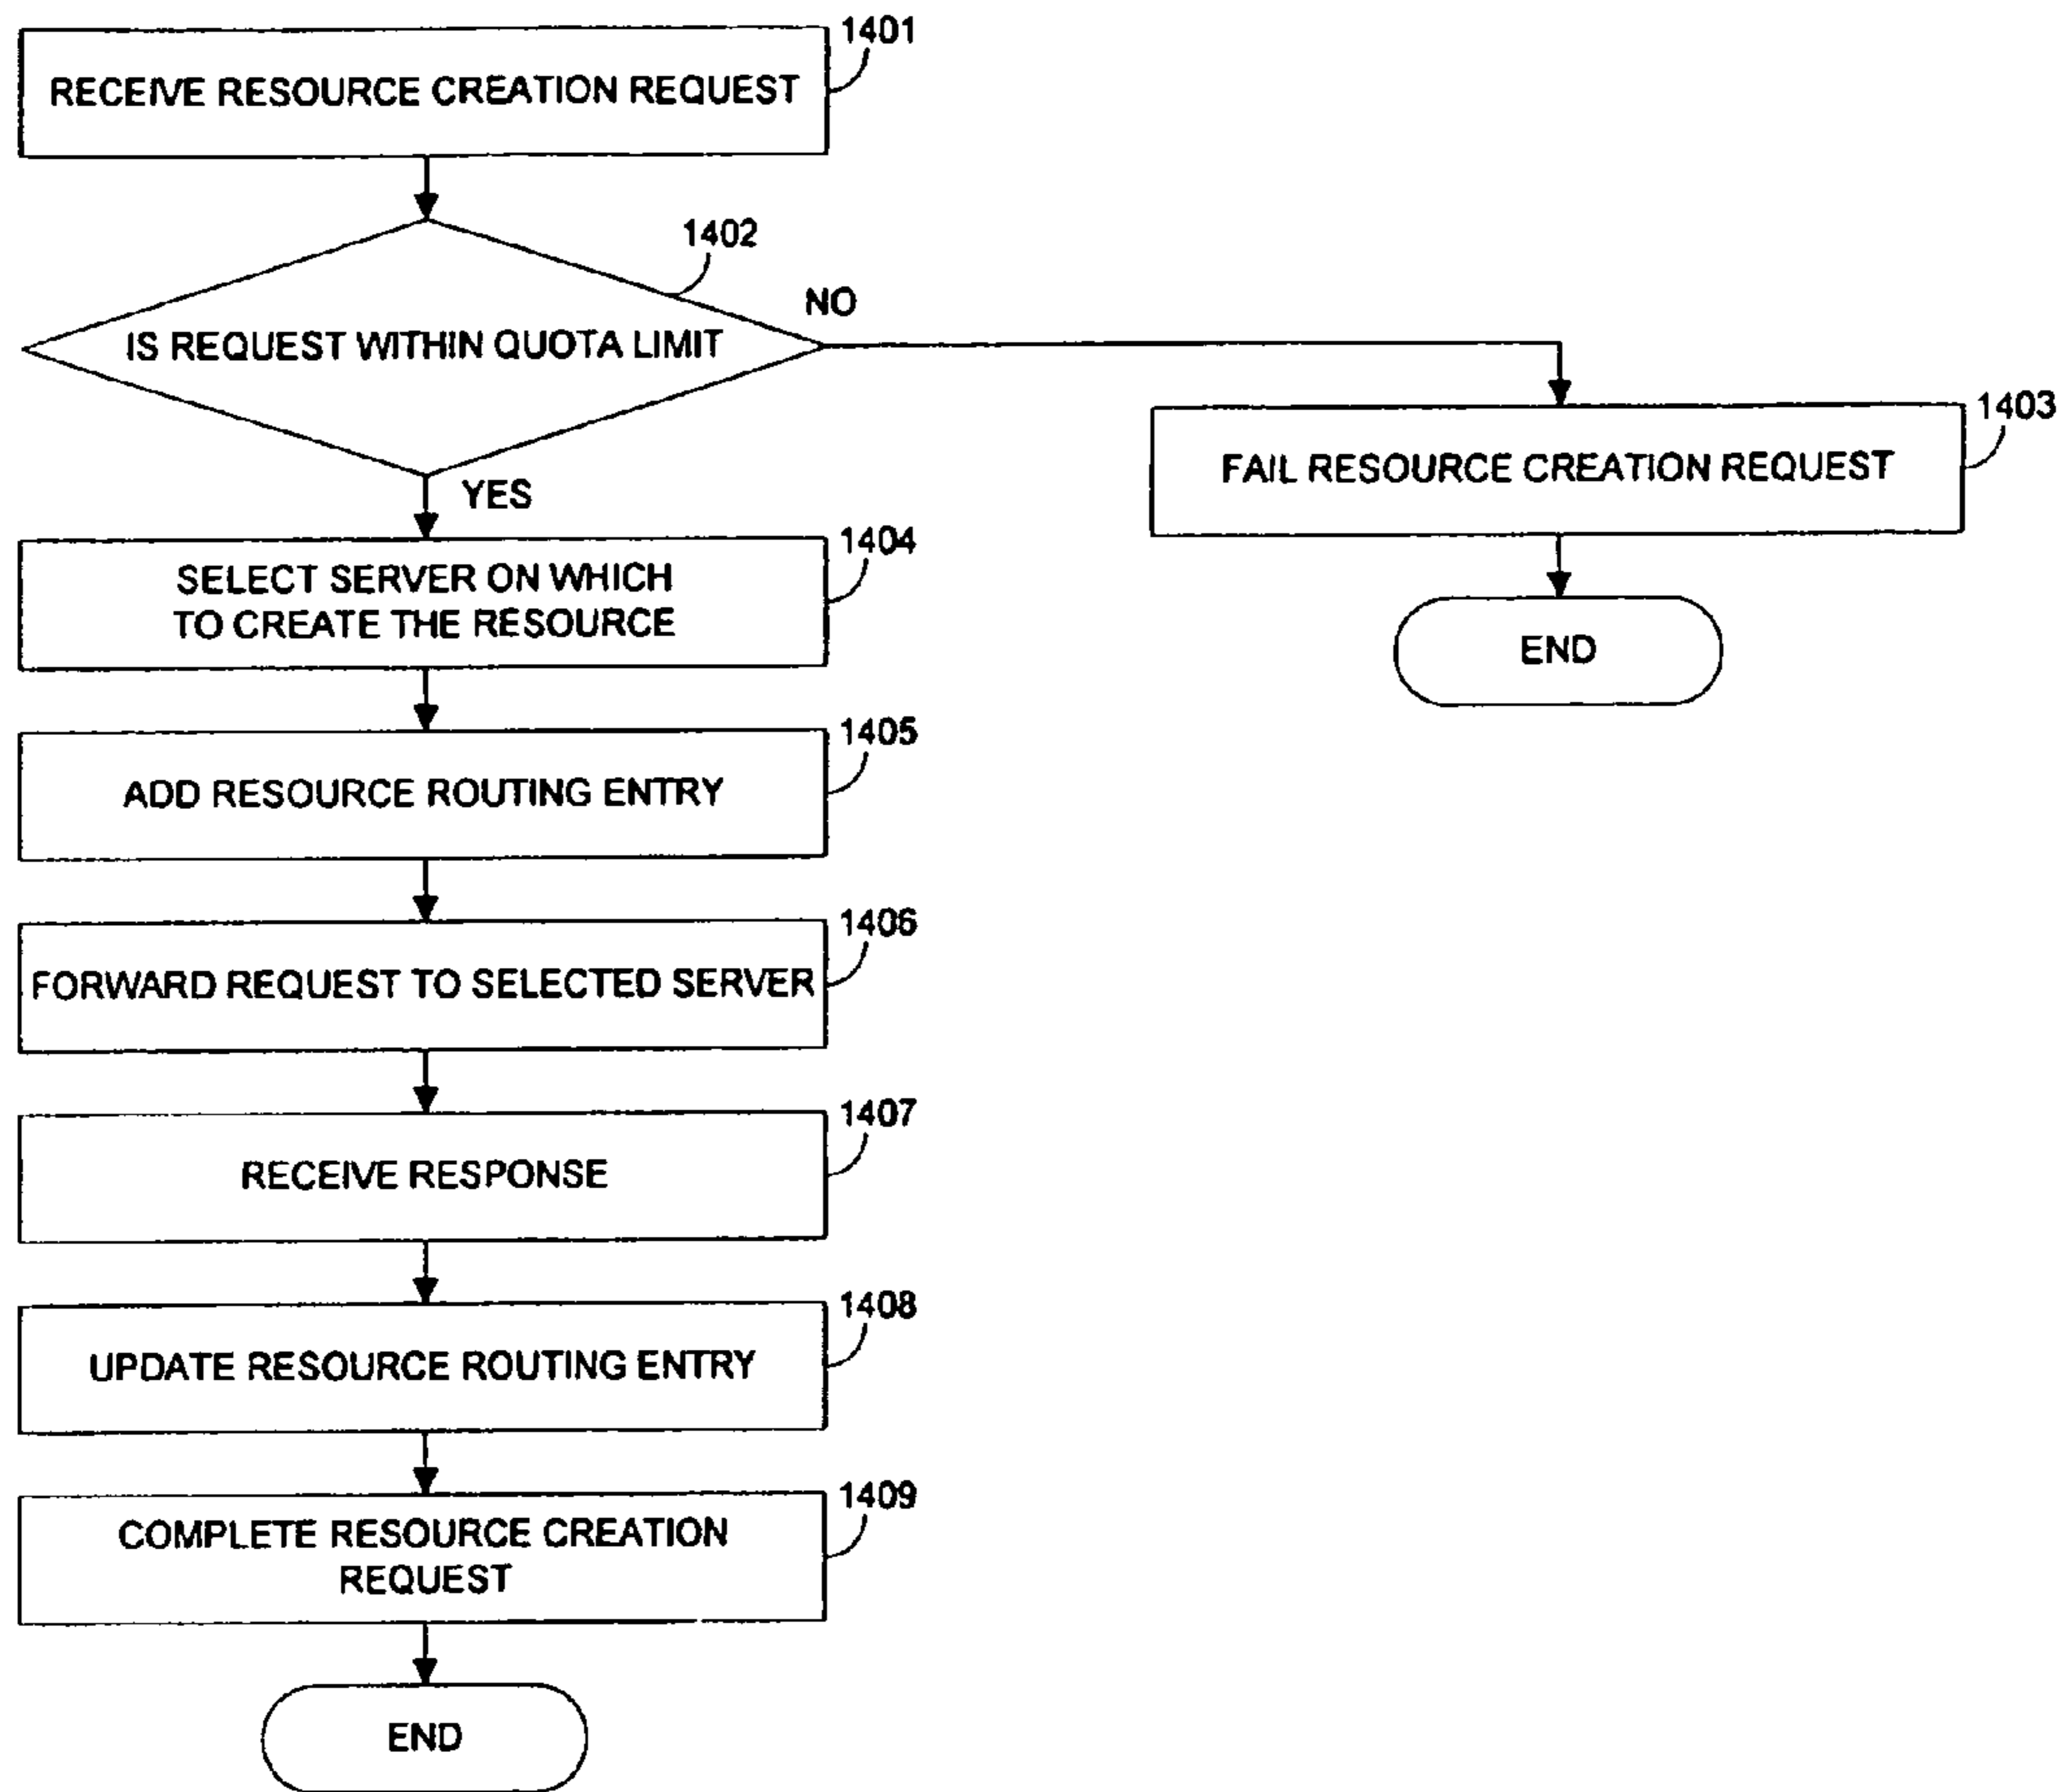 1401
RECEIVE RESOURCE CREATION REQUEST
1402
IS REQUEST WITHIN QUOTA LIMIT
NO
YES
1403
FAIL RESOURCE CREATION REQUEST
END
1404
SELECT SERVER ON WHICH
TO CREATE THE RESOURCE
1405
ADD RESOURCE ROUTING ENTRY
1406
FORWARD REQUEST TO SELECTED SERVER
1407
RECEIVE RESPONSE
1408
UPDATE RESOURCE ROUTING ENTRY
1409
COMPLETE RESOURCE CREATION
REQUEST
END